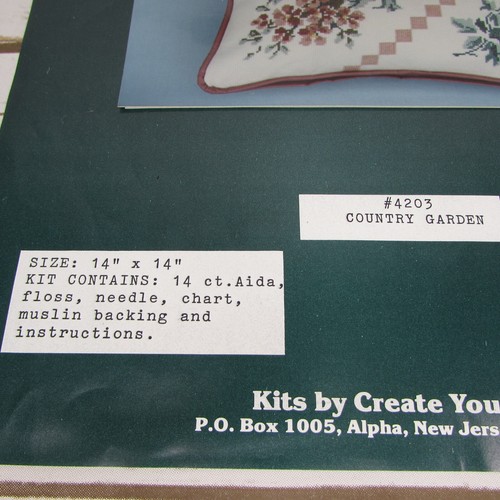 #4203
COUNTRY GARDEN
SIZE: 14" x 14"
KIT CONTAINS: 14 ct.Aida,
floss, needle, chart,
muslin backing and
instructions.
Kits by Create You
P.O. Box 1005, Alpha, New Jers